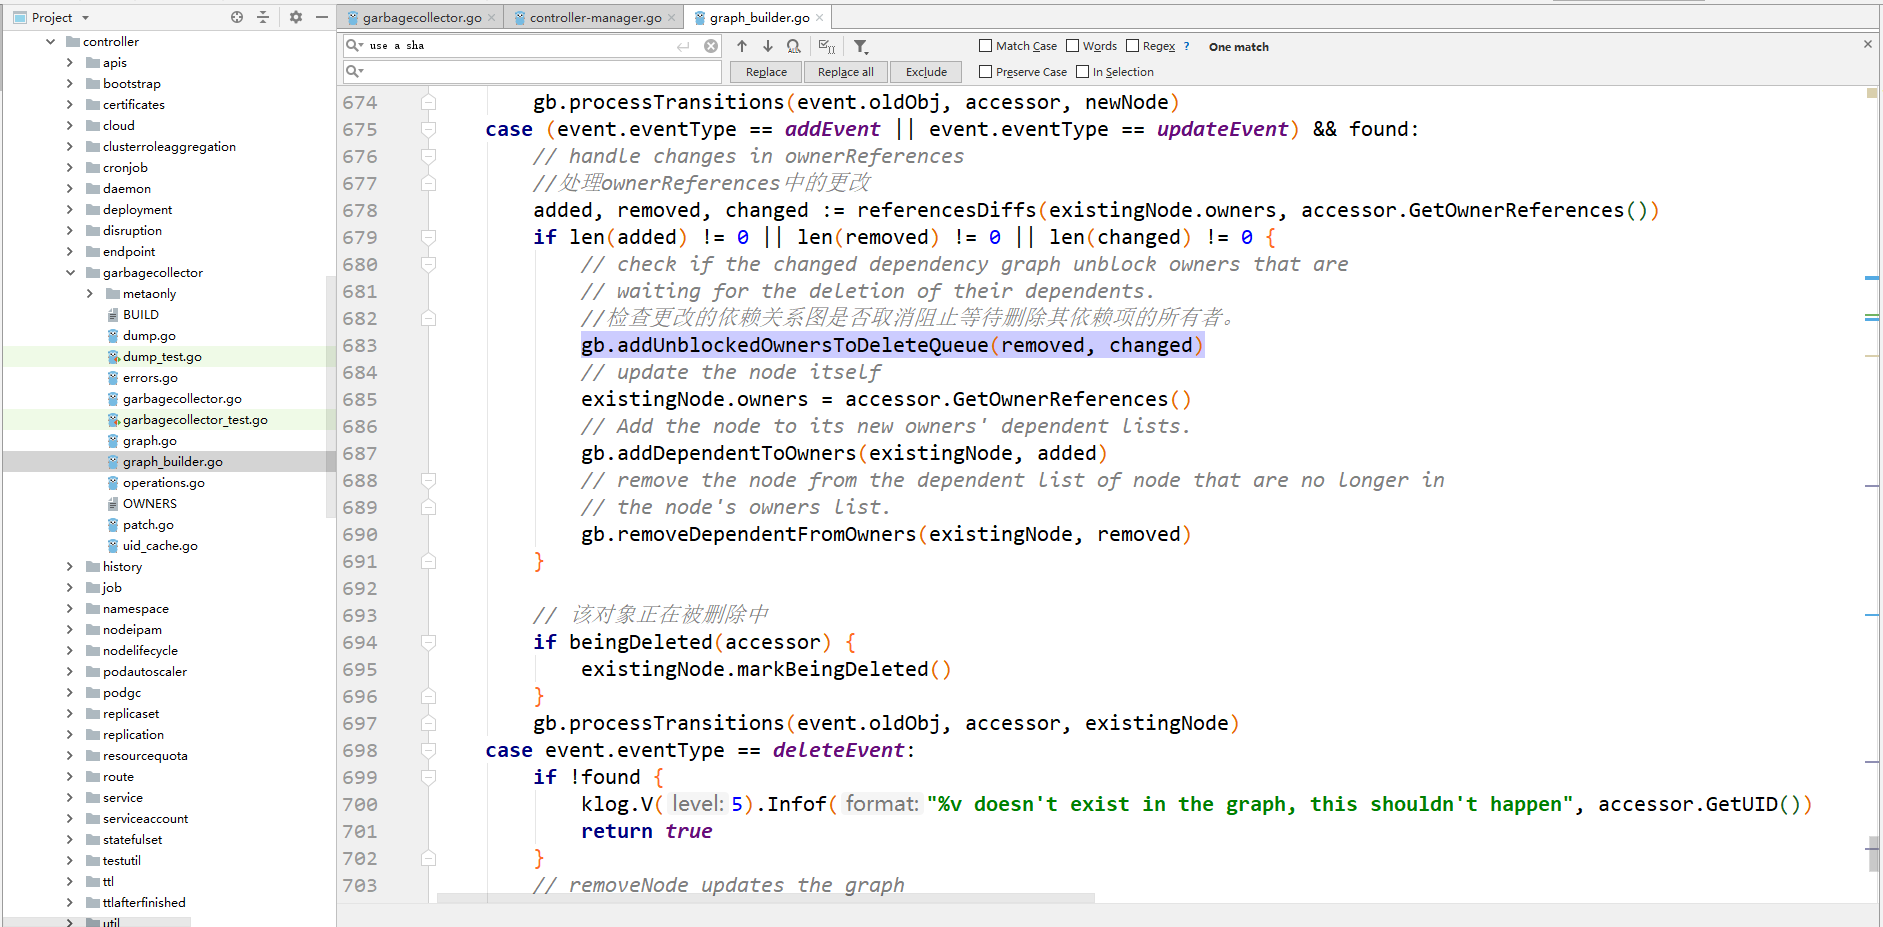 Project
controller
apis
bootstrap
certificates
cloud
clusterroleaggregation
cronjob
daemon
deployment
disruption
endpoint
garbagecollector
metaonly
BUILD
dump.go
dump_test.go
errors.go
garbagecollector.go
garbagecollector_test.go
graph.go
graph_builder.go
operations.go
OWNERS
patch.go
uid_cache.go
history
job
namespace
nodeipam
nodelifecycle
podautoscaler
podgc
replicaset
replication
resourcequota
route
service
serviceaccount
statefulset
testutil
ttl
ttlafterfinished
util
garbagecollector.go
controller-manager.go
graph_builder.go
use a sha
Match Case
Words
Regex
?
One match
Replace
Replace all
Exclude
Preserve Case
In Selection
674 gb.processTransitions(event.oldObj, accessor, newNode)
675 case (event.eventType == addEvent || event.eventType == updateEvent) && found:
676 // handle changes in ownerReferences
677 //处理ownerReferences中的更改
678 added, removed, changed := referencesDiffs(existingNode.owners, accessor.GetOwnerReferences())
679 if len(added) != 0 || len(removed) != 0 || len(changed) != 0 {
680 // check if the changed dependency graph unblock owners that are
681 // waiting for the deletion of their dependents.
682 //检查更改的依赖关系图是否取消阻止等待删除其依赖项的所有者。
683 gb.addUnblockedOwnersToDeleteQueue(removed, changed)
684 // update the node itself
685 existingNode.owners = accessor.GetOwnerReferences()
686 // Add the node to its new owners' dependent lists.
687 gb.addDependentToOwners(existingNode, added)
688 // remove the node from the dependent list of node that are no longer in
689 // the node's owners list.
690 gb.removeDependentFromOwners(existingNode, removed)
691 }
692
693 // 该对象正在被删除中
694 if beingDeleted(accessor) {
695 existingNode.markBeingDeleted()
696 }
697 gb.processTransitions(event.oldObj, accessor, existingNode)
698 case event.eventType == deleteEvent:
699 if !found {
700 klog.V( level: 5).Infof( format: "%v doesn't exist in the graph, this shouldn't happen", accessor.GetUID())
701 return true
702 }
703 // removeNode updates the graph